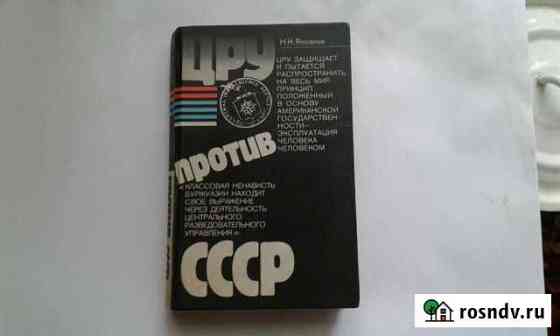 ЦРУ
Н.Н.Яковлев
ЦРУ ЗАЩИЩАЕТ
И ПЫТАЕТСЯ
РАСПРОСТРАНИТЬ
НА ВЕСЬ МИР
ПРИНЦИП
ПОЛОЖЕННЫЙ
В ОСНОВУ
АМЕРИКАНСКОЙ
ГОСУДАРСТВЕН
НОСТИ—
ЭКСПЛУАТАЦИЯ
ЧЕЛОВЕКА
ЧЕЛОВЕКОМ
против
«КЛАССОВАЯ НЕНАВИСТЬ
БУРЖУАЗИИ НАХОДИТ
СВОЕ ВЫРАЖЕНИЕ
ЧЕРЕЗ ДЕЯТЕЛЬНОСТЬ
ЦЕНТРАЛЬНОГО
РАЗВЕДОВАТЕЛЬНОГО
УПРАВЛЕНИЯ»
СССР
rosndv.ru